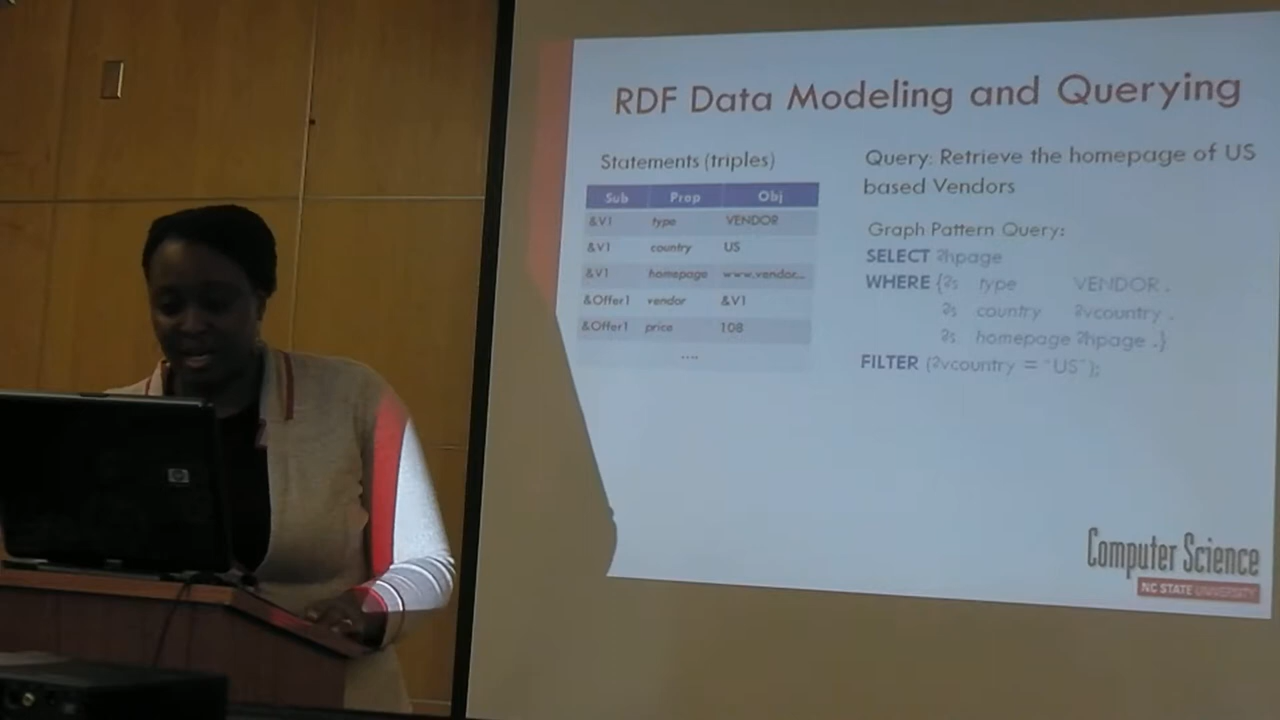 RDF Data Modeling and Querying
Statements (triples)
Sub Prop Obj
&V1 type VENDOR
&V1 country US
&V1 homepage www.vendor...
&Offer1 vendor &V1
&Offer1 price 108
....
Query: Retrieve the homepage of US
based Vendors
Graph Pattern Query:
SELECT ?hpage
WHERE {?s type VENDOR .
?s country ?vcountry .
?s homepage ?hpage .}
FILTER (?vcountry = "US");
Computer Science
NC STATE UNIVERSITY
hp